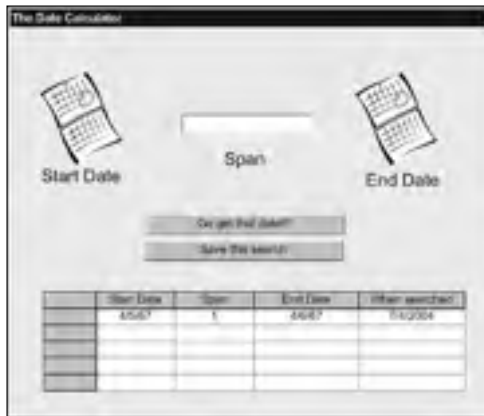 The Date Calculator
Start Date
Span
End Date
Go get that date!!
Save this search
Start Date Span End Date When searched
4/5/67 1 4/6/67 7/4/2004